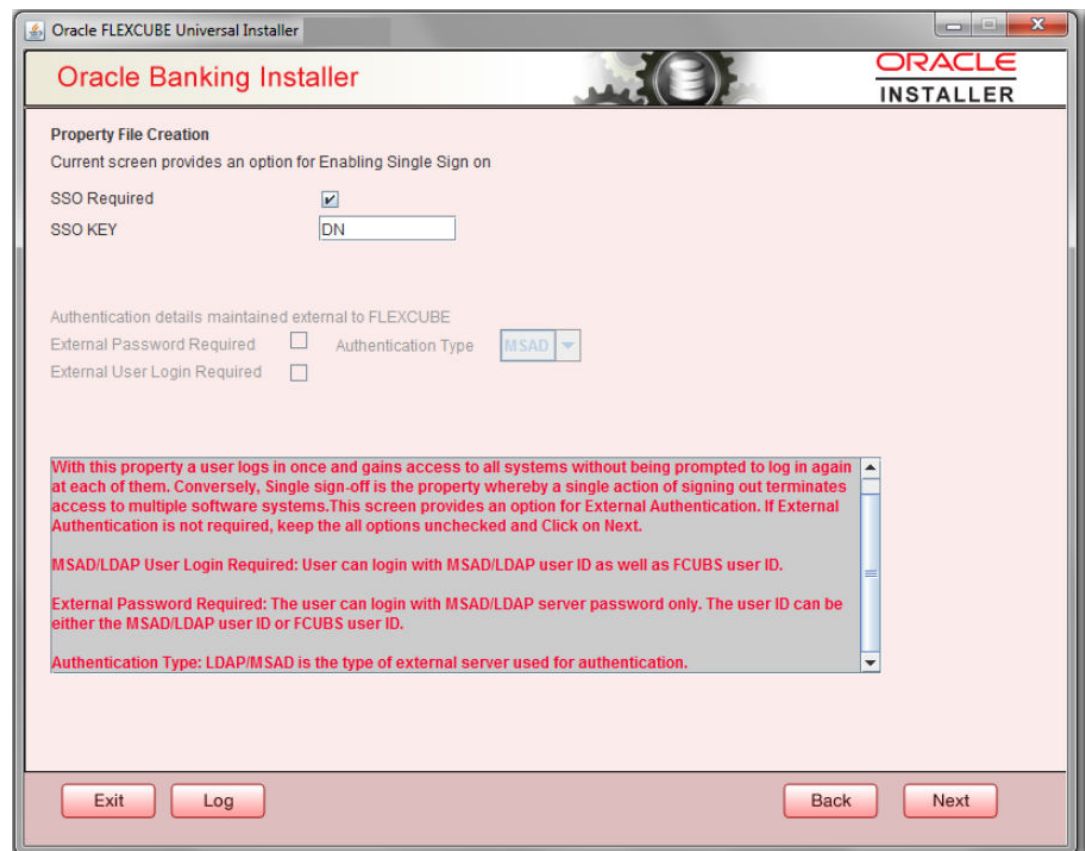 Oracle FLEXCUBE Universal Installer
Oracle Banking Installer
ORACLE
INSTALLER
Property File Creation
Current screen provides an option for Enabling Single Sign on
SSO Required
SSO KEY
DN
Authentication details maintained external to FLEXCUBE
External Password Required
Authentication Type
MSAD
External User Login Required
With this property a user logs in once and gains access to all systems without being prompted to log in again
at each of them. Conversely, Single sign-off is the property whereby a single action of signing out terminates
access to multiple software systems.This screen provides an option for External Authentication. If External
Authentication is not required, keep the all options unchecked and Click on Next.
MSAD/LDAP User Login Required: User can login with MSAD/LDAP user ID as well as FCUBS user ID.
External Password Required: The user can login with MSAD/LDAP server password only. The user ID can be
either the MSAD/LDAP user ID or FCUBS user ID.
Authentication Type: LDAP/MSAD is the type of external server used for authentication.
Exit
Log
Back
Next